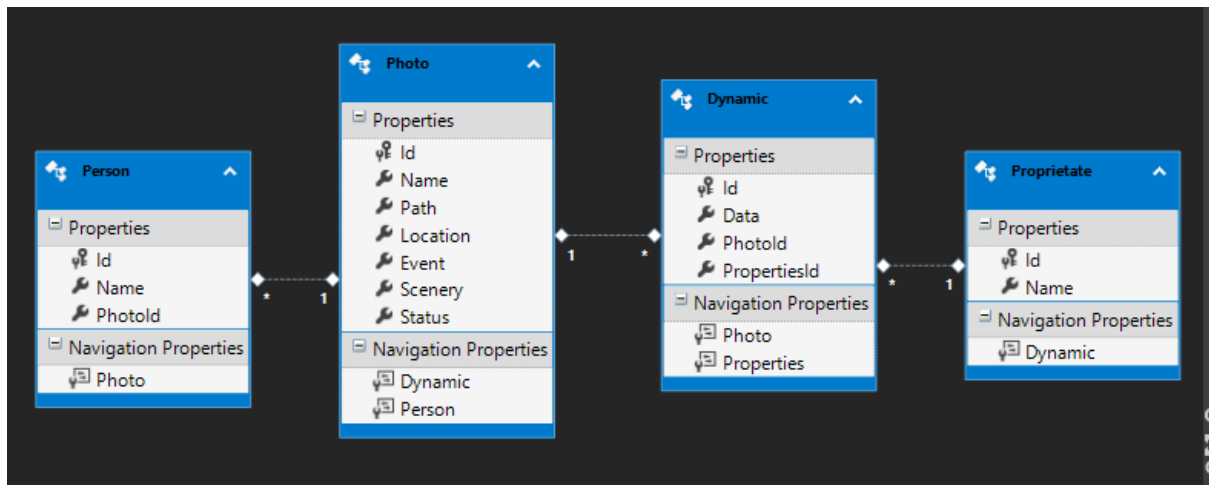 Person
Properties
Id
Name
PhotoId
Navigation Properties
Photo
*
1
Photo
Properties
Id
Name
Path
Location
Event
Scenery
Status
Navigation Properties
Dynamic
Person
1
*
Dynamic
Properties
Id
Data
PhotoId
PropertiesId
Navigation Properties
Photo
Properties
*
1
Proprietate
Properties
Id
Name
Navigation Properties
Dynamic